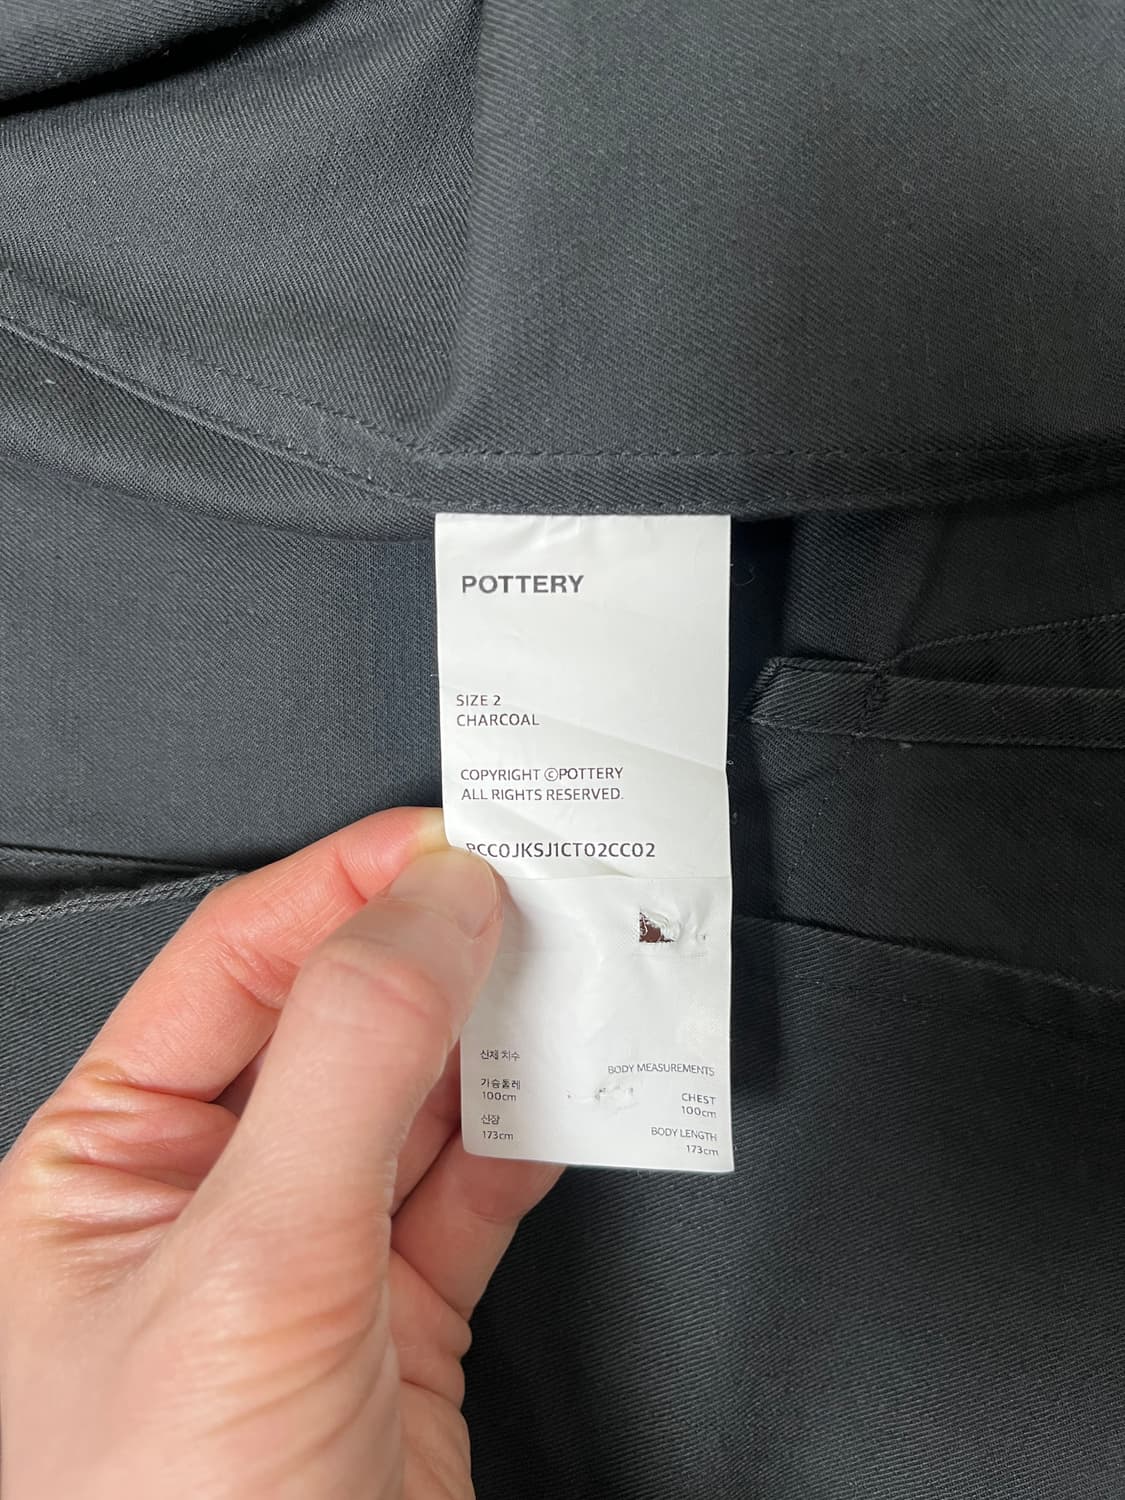 POTTERY
SIZE 2
CHARCOAL
COPYRIGHT ©POTTERY
ALL RIGHTS RESERVED.
PCC0JKSJ1CT02CC02
신체 치수
BODY MEASUREMENTS
가슴둘레
100cm
CHEST
100cm
신장
173cm
BODY LENGTH
173cm